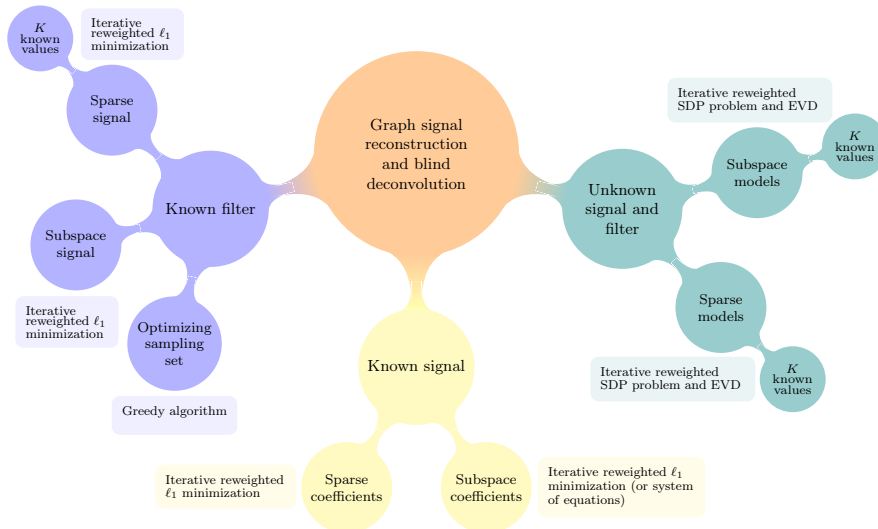 K
known
values
Iterative
reweighted ℓ₁
minimization
Sparse
signal
Known filter
Subspace
signal
Iterative
reweighted ℓ₁
minimization
Optimizing
sampling
set
Greedy algorithm
Graph signal
reconstruction
and blind
deconvolution
Known signal
Iterative reweighted
ℓ₁ minimization
Sparse
coefficients
Subspace
coefficients
Iterative reweighted ℓ₁
minimization (or system
of equations)
Unknown
signal and
filter
Iterative reweighted
SDP problem and EVD
Subspace
models
K
known
values
Sparse
models
Iterative reweighted
SDP problem and EVD
K
known
values